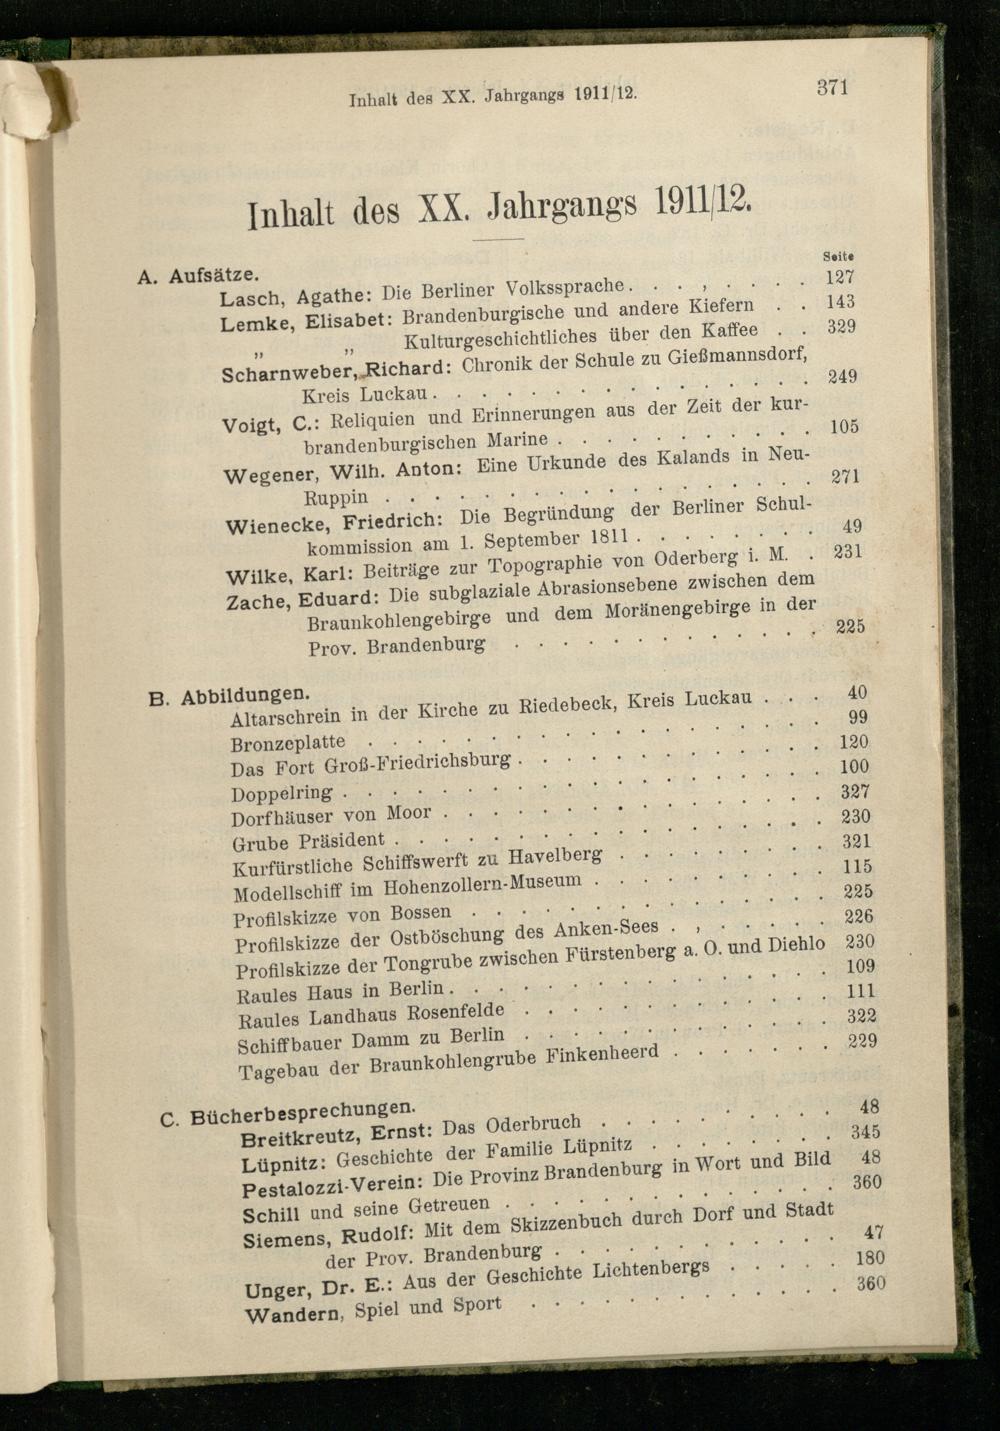 Inhalt des XX. Jahrgangs 1911/12. 371
Inhalt des XX. Jahrgangs 1911/12.
Seite
A. Aufsätze.
Lasch, Agathe: Die Berliner Volkssprache. . . , . . . . 127
Lemke, Elisabet: Brandenburgische und andere Kiefern . . 143
„ „ Kulturgeschichtliches über den Kaffee . . 329
Scharnweber, Richard: Chronik der Schule zu Gießmannsdorf,
Kreis Luckau . . . . . . . . . . . . . . . . 249
Voigt, C.: Reliquien und Erinnerungen aus der Zeit der kur-
brandenburgischen Marine . . . . . . . . . . . 105
Wegener, Wilh. Anton: Eine Urkunde des Kalands in Neu-
Ruppin . . . . . . . . . . . . . . . . . . 271
Wienecke, Friedrich: Die Begründung der Berliner Schul-
kommission am 1. September 1811 . . . . . . . . 49
Wilke, Karl: Beiträge zur Topographie von Oderberg i. M. . 231
Zache, Eduard: Die subglaziale Abrasionsebene zwischen dem
Braunkohlengebirge und dem Moränengebirge in der
Prov. Brandenburg . . . . . . . . . . . . . 225
B. Abbildungen.
Altarschrein in der Kirche zu Riedebeck, Kreis Luckau . . . 40
Bronzeplatte . . . . . . . . . . . . . . . . . . . 99
Das Fort Groß-Friedrichsburg . . . . . . . . . . . . . 120
Doppelring . . . . . . . . . . . . . . . . . . . . 100
Dorfhäuser von Moor . . . . . . . . . . . . . . . . 327
Grube Präsident . . . . . . . . . . . . . . . . . . 230
Kurfürstliche Schiffswerft zu Havelberg . . . . . . . . . 321
Modellschiff im Hohenzollern-Museum . . . . . . . . . . 115
Profilskizze von Bossen . . . . . . . . . . . . . . . 225
Profilskizze der Ostböschung des Anken-Sees . , . . . . . 226
Profilskizze der Tongrube zwischen Fürstenberg a. O. und Diehlo 230
Raules Haus in Berlin . . . . . . . . . . . . . . . . 109
Raules Landhaus Rosenfelde . . . . . . . . . . . . . 111
Schiffbauer Damm zu Berlin . . . . . . . . . . . . . 322
Tagebau der Braunkohlengrube Finkenheerd . . . . . . . 229
C. Bücherbesprechungen.
Breitkreutz, Ernst: Das Oderbruch . . . . . . . . . . 48
Lüpnitz: Geschichte der Familie Lüpnitz . . . . . . . . 345
Pestalozzi-Verein: Die Provinz Brandenburg in Wort und Bild 48
Schill und seine Getreuen . . . . . . . . . . . . . . 360
Siemens, Rudolf: Mit dem Skizzenbuch durch Dorf und Stadt
der Prov. Brandenburg . . . . . . . . . . . . 47
Unger, Dr. E.: Aus der Geschichte Lichtenbergs . . . . . 180
Wandern, Spiel und Sport . . . . . . . . . . . . . 360